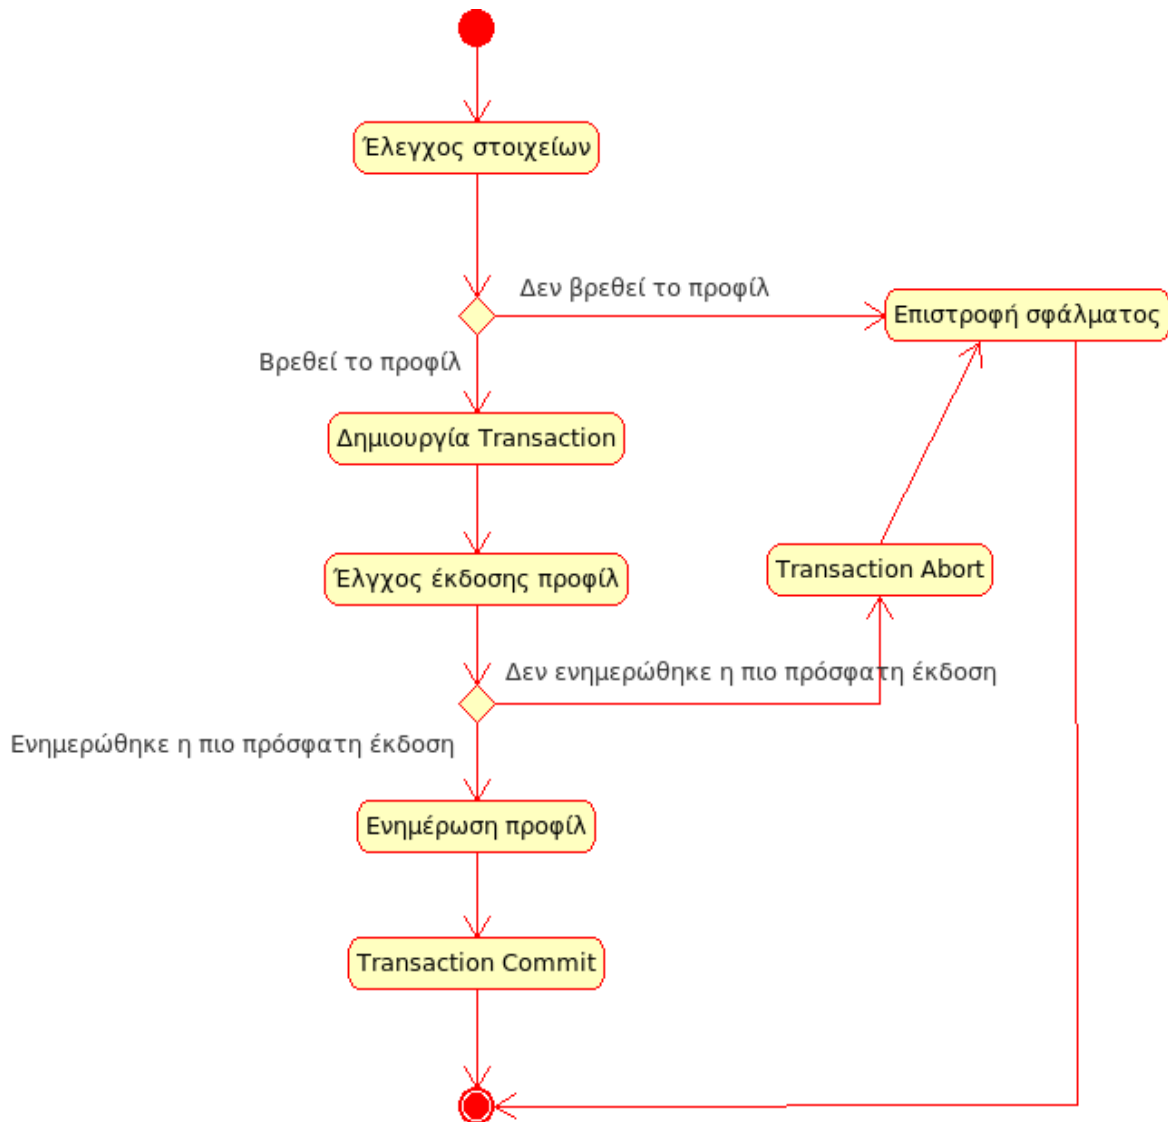 Έλεγχος στοιχείων
Δεν βρεθεί το προφίλ
Επιστροφή σφάλματος
Βρεθεί το προφίλ
Δημιουργία Transaction
Έλγχος έκδοσης προφίλ
Transaction Abort
Δεν ενημερώθηκε η πιο πρόσφατη έκδοση
Ενημερώθηκε η πιο πρόσφατη έκδοση
Ενημέρωση προφίλ
Transaction Commit